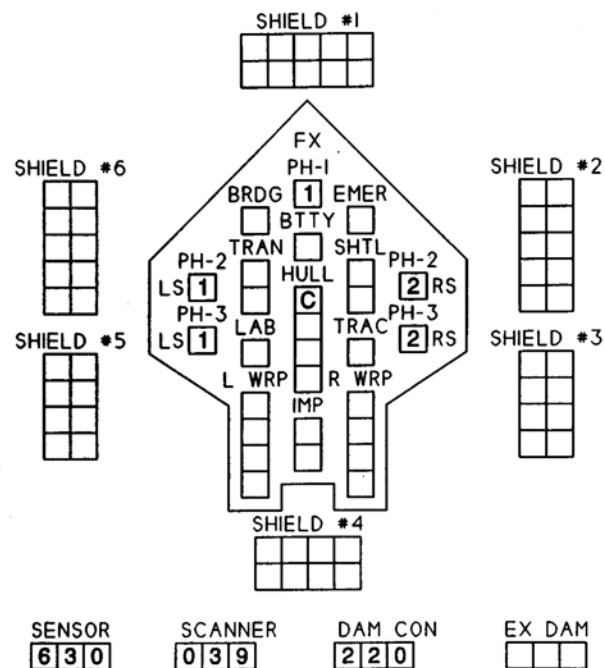 SHIELD #1
FX
PH-1
1
SHIELD #6
SHIELD #2
BRDG
EMER
BTTY
TRAN
SHTL
PH-2
HULL
PH-2
LS 1
C
2 RS
PH-3
PH-3
LS 1
LAB
TRAC
2 RS
SHIELD #5
SHIELD #3
L WRP
R WRP
IMP
SHIELD #4
SENSOR
SCANNER
DAM CON
EX DAM
6 3 0
0 3 9
2 2 0